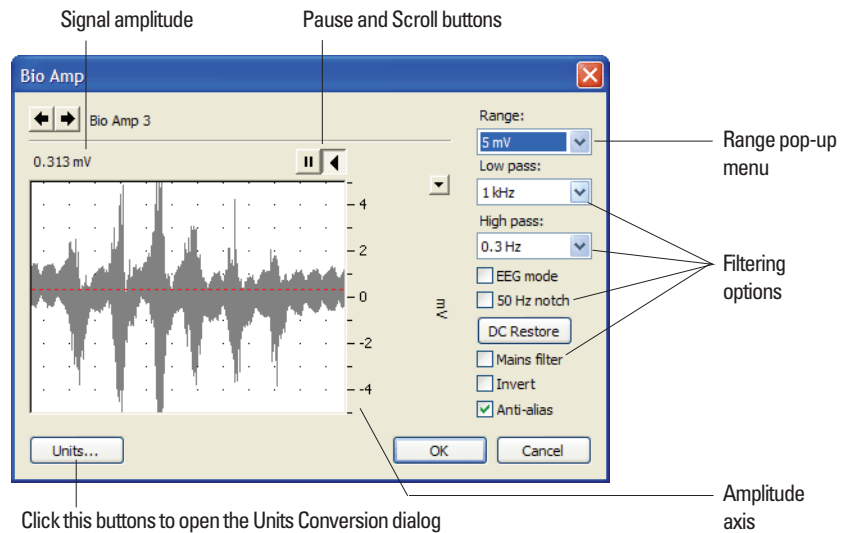 Signal amplitude
Pause and Scroll buttons
Bio Amp
Bio Amp 3
0.313 mV
4
2
0
-2
-4
mV
Range:
5 mV
Low pass:
1 kHz
High pass:
0.3 Hz
EEG mode
50 Hz notch
DC Restore
Mains filter
Invert
Anti-alias
Units...
OK
Cancel
Range pop-up
menu
Filtering
options
Amplitude
axis
Click this buttons to open the Units Conversion dialog